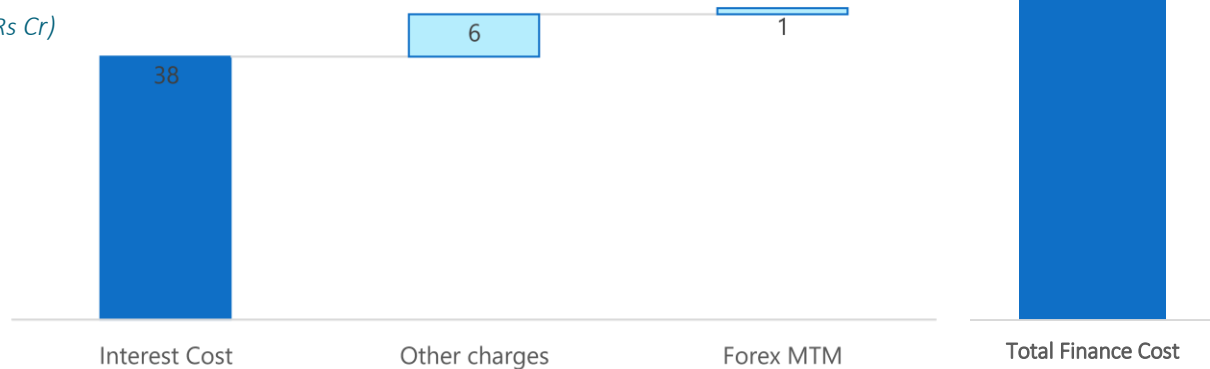 Rs Cr)
38
6
1
Interest Cost
Other charges
Forex MTM
Total Finance Cost